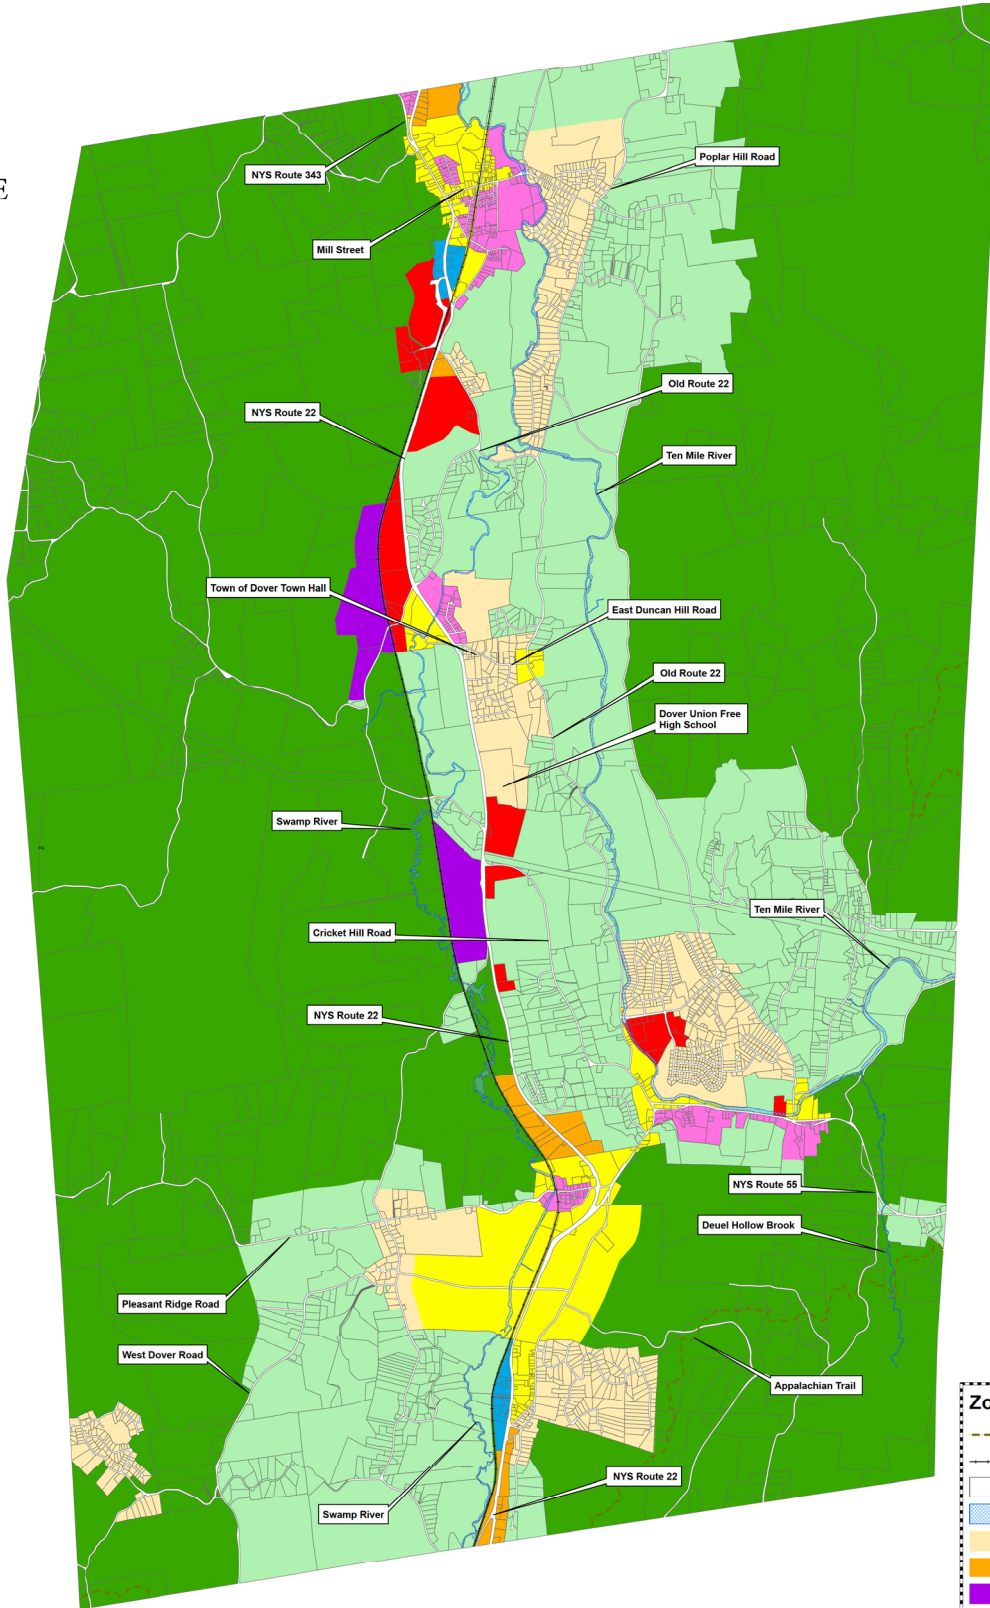 E
NYS Route 343
Poplar Hill Road
Mill Street
Old Route 22
NYS Route 22
Ten Mile River
Town of Dover Town Hall
East Duncan Hill Road
Old Route 22
Dover Union Free
High School
Swamp River
Ten Mile River
Cricket Hill Road
NYS Route 22
NYS Route 55
Deuel Hollow Brook
Pleasant Ridge Road
West Dover Road
Appalachian Trail
Zo
NYS Route 22
Swamp River